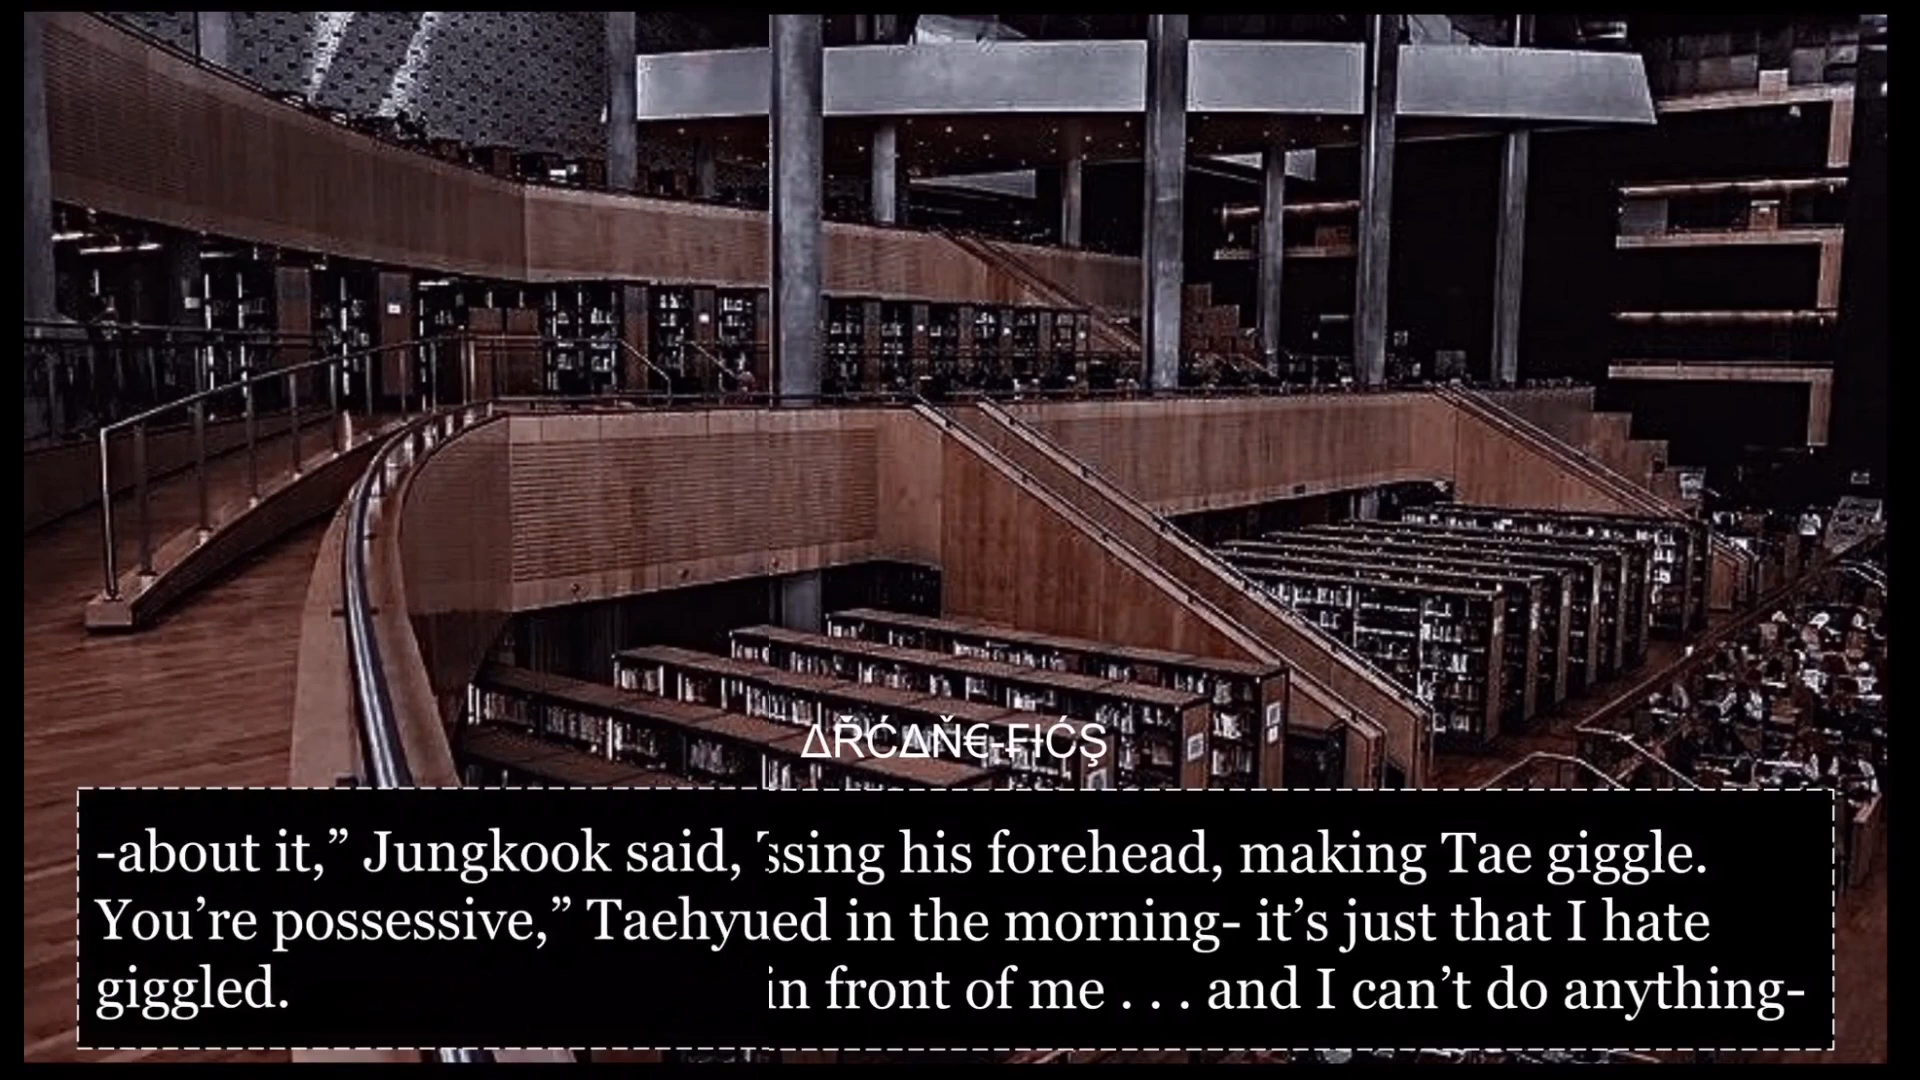 ΔŘĆΔŇ€-₣ƗĆŞ
-about it,” Jungkook said, ssing his forehead, making Tae giggle.
You’re possessive,” Taehyued in the morning- it’s just that I hate
giggled. in front of me . . . and I can’t do anything-